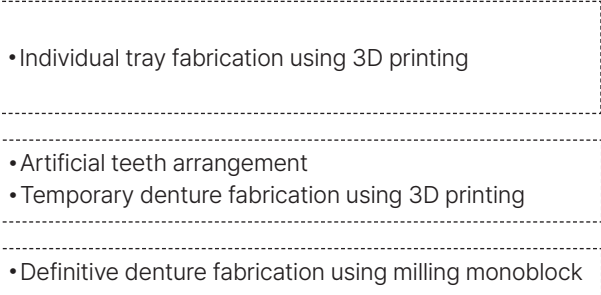 •Individual tray fabrication using 3D printing
•Artificial teeth arrangement
•Temporary denture fabrication using 3D printing
•Definitive denture fabrication using milling monoblock